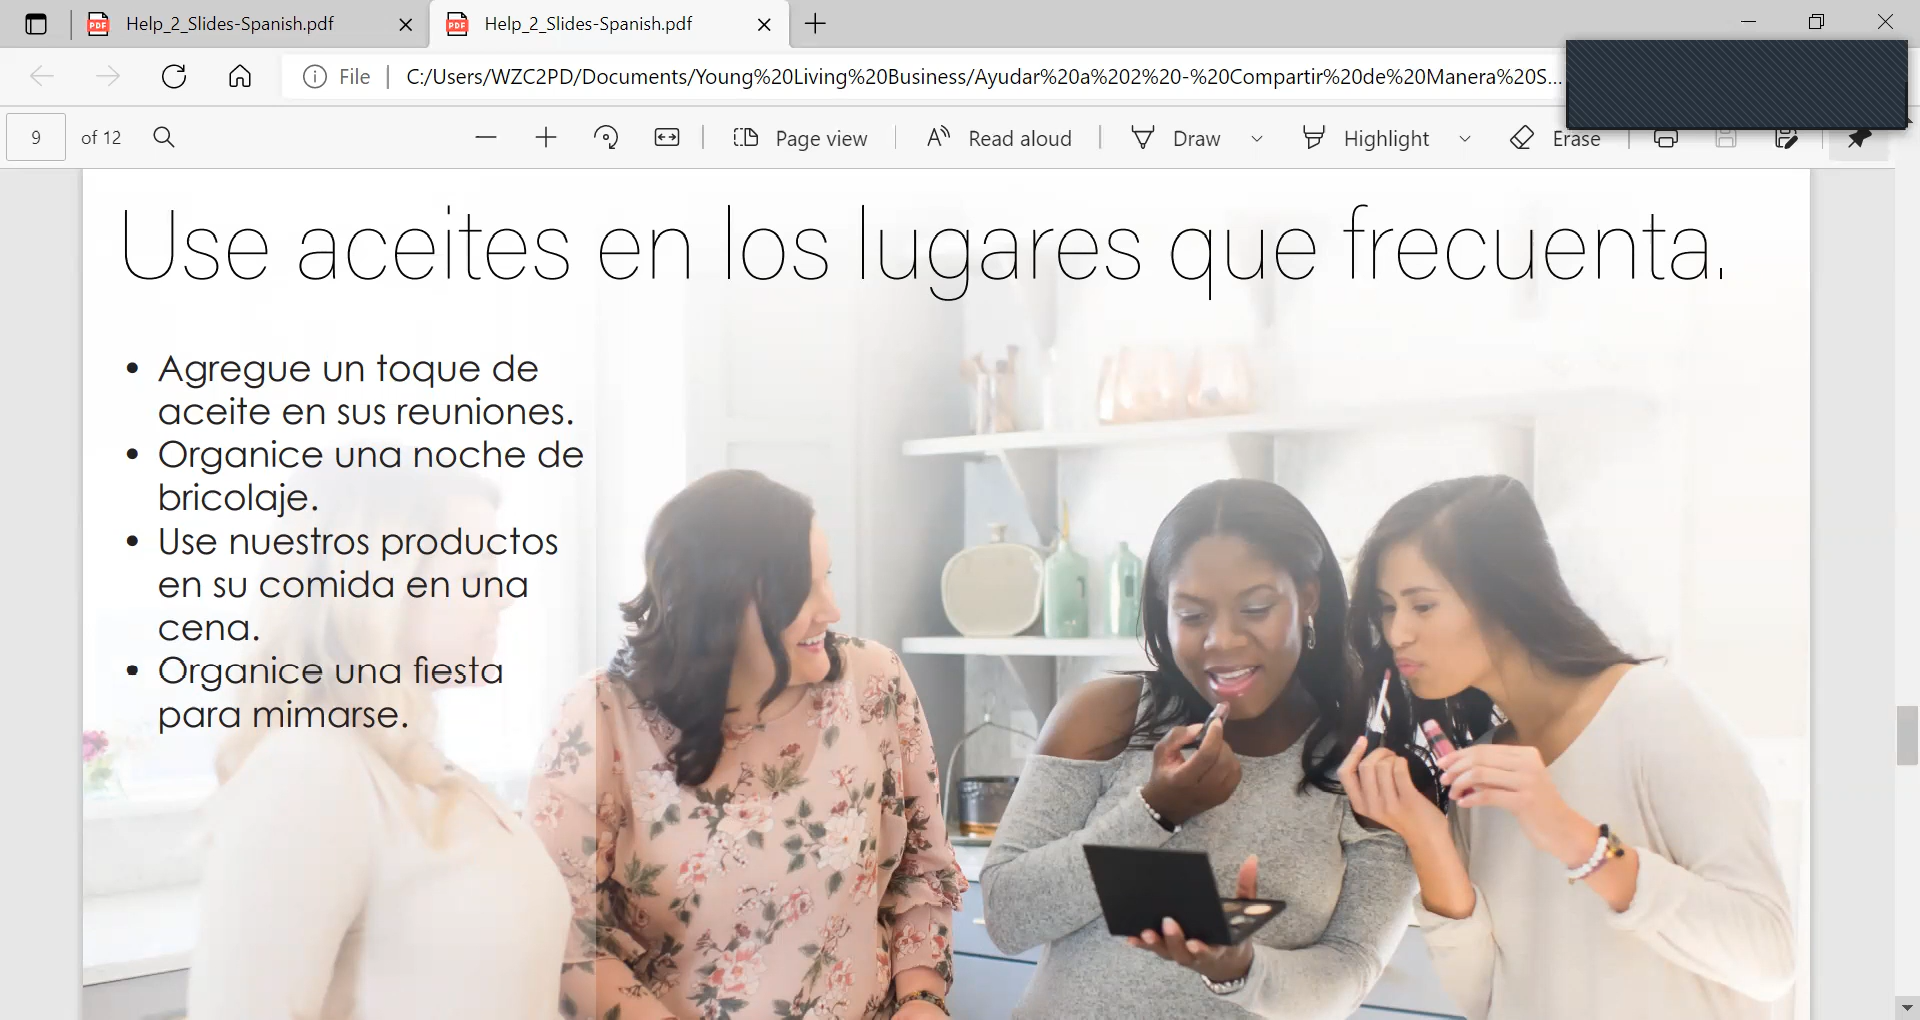 Help_2_Slides-Spanish.pdf
Help_2_Slides-Spanish.pdf
File
C:/Users/WZC2PD/Documents/Young%20Living%20Business/Ayudar%20a%202%20-%20Compartir%20de%20Manera%20S...
9 of 12
Page view
Read aloud
Draw
Highlight
Erase
Use aceites en los lugares que frecuenta.
• Agregue un toque de
aceite en sus reuniones.
• Organice una noche de
bricolaje.
• Use nuestros productos
en su comida en una
cena.
• Organice una fiesta
para mimarse.